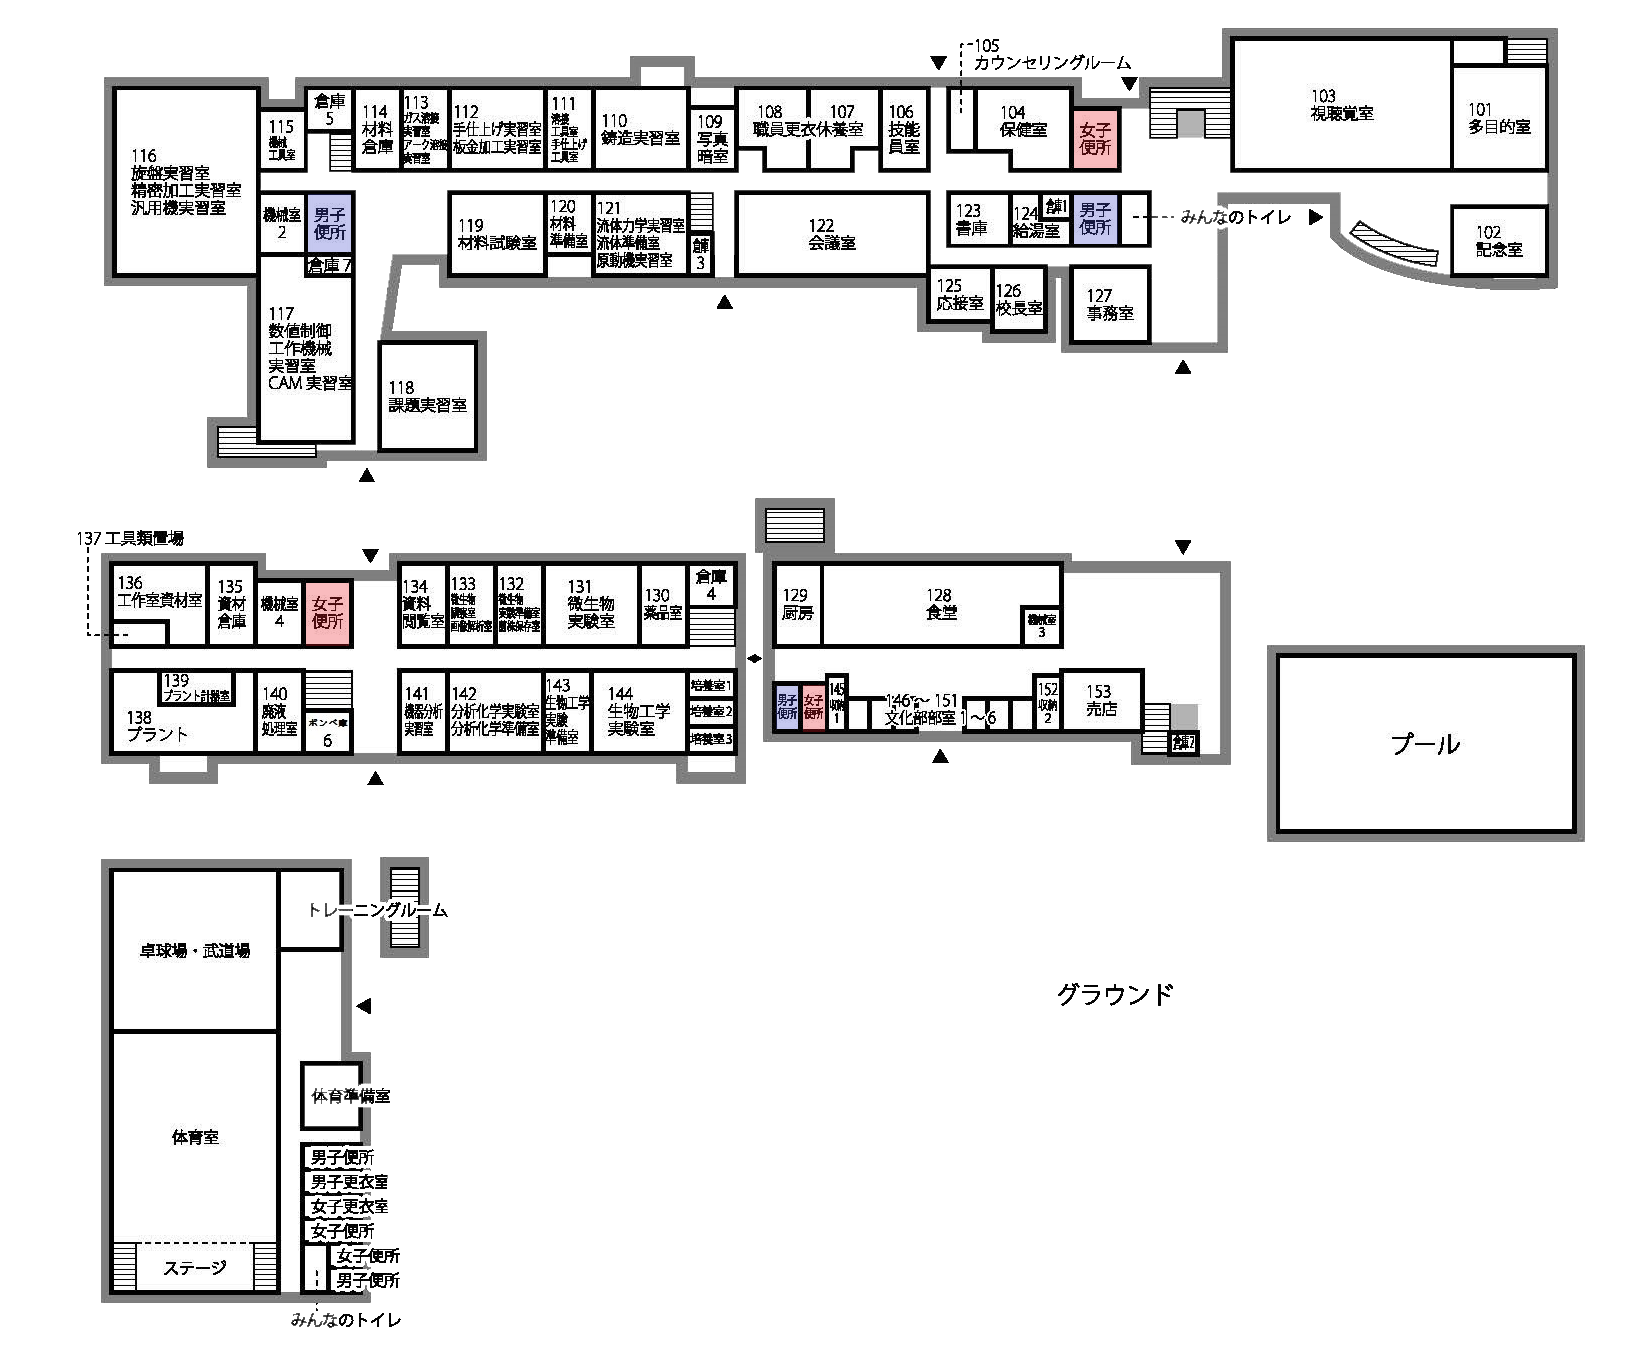 105
カウンセリングルーム
103
視聴覚室
101
多目的室
倉庫
5
114
材料
倉庫
113
ガス溶接
実習室
アーク溶接
実習室
112
手仕上げ実習室
板金加工実習室
111
溶接
工具室
手仕上げ
工具室
110
鋳造実習室
109
写真
暗室
108
107
職員更衣休養室
106
技能
員室
104
保健室
女子
便所
115
機械
工具室
116
旋盤実習室
精密加工実習室
汎用機実習室
機械室
2
男子
便所
倉庫7
119
材料試験室
120
材料
準備室
121
流体力学実習室
流体準備室
原動機実習室
倉庫
3
122
会議室
123
書庫
124
給湯室
倉庫1
男子
便所
みんなのトイレ
102
記念室
125
応接室
126
校長室
127
事務室
117
数値制御
工作機械
実習室
CAM 実習室
118
課題実習室
137 工具類置場
136
工作室資材室
135
資材
倉庫
機械室
4
女子
便所
134
資料
閲覧室
133
微生物
顕微鏡室
画像解析室
132
微生物
実験準備室
菌株保存室
131
微生物
実験室
130
薬品室
倉庫
4
129
厨房
128
食堂
機械室
3
139
プラント計器室
138
プラント
140
廃液
処理室
ボンベ庫
6
141
機器分析
実習室
142
分析化学実験室
分析化学準備室
143
生物工学
実験
準備室
144
生物工学
実験室
培養室1
培養室2
培養室3
男子
便所
女子
便所
145
収納
1
146～151
文化部部室1～6
152
収納
2
153
売店
倉庫2
プール
トレーニングルーム
卓球場・武道場
グラウンド
体育準備室
体育室
男子便所
男子更衣室
女子更衣室
女子便所
女子便所
男子便所
ステージ
みんなのトイレ